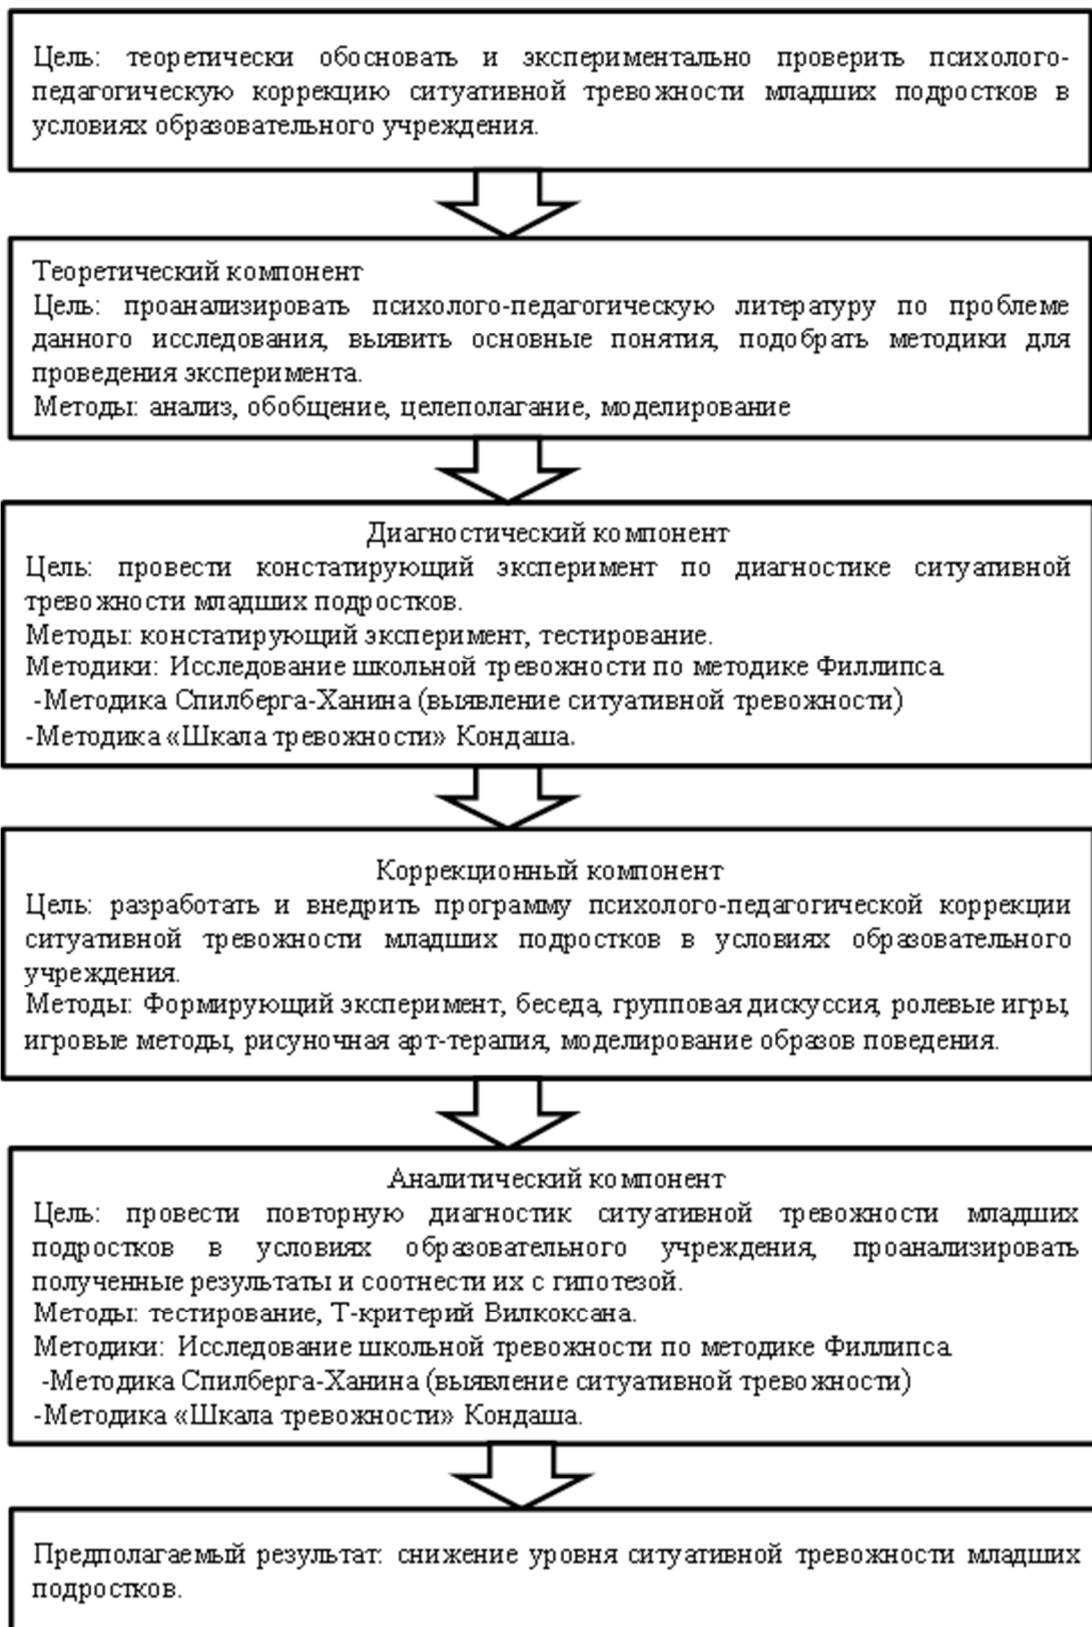 Цель: теоретически обосновать и экспериментально проверить психолого-
педагогическую коррекцию ситуативной тревожности младших подростков в
условиях образовательного учреждения.
Теоретический компонент
Цель: проанализировать психолого-педагогическую литературу по проблеме
данного исследования, выявить основные понятия, подобрать методики для
проведения эксперимента.
Методы: анализ, обобщение, целеполагание, моделирование
Диагностический компонент
Цель: провести констатирующий эксперимент по диагностике ситуативной
тревожности младших подростков.
Методы: констатирующий эксперимент, тестирование.
Методики: Исследование школьной тревожности по методике Филлипса.
-Методика Спилберга-Ханина (выявление ситуативной тревожности)
-Методика «Шкала тревожности» Кондаша.
Коррекционный компонент
Цель: разработать и внедрить программу психолого-педагогической коррекции
ситуативной тревожности младших подростков в условиях образовательного
учреждения.
Методы: Формирующий эксперимент, беседа, групповая дискуссия, ролевые игры,
игровые методы, рисуночная арт-терапия, моделирование образов поведения.
Аналитический компонент
Цель: провести повторную диагностик ситуативной тревожности младших
подростков в условиях образовательного учреждения, проанализировать
полученные результаты и соотнести их с гипотезой.
Методы: тестирование, Т-критерий Вилкоксана.
Методики: Исследование школьной тревожности по методике Филлипса.
-Методика Спилберга-Ханина (выявление ситуативной тревожности)
-Методика «Шкала тревожности» Кондаша.
Предполагаемый результат: снижение уровня ситуативной тревожности младших
подростков.